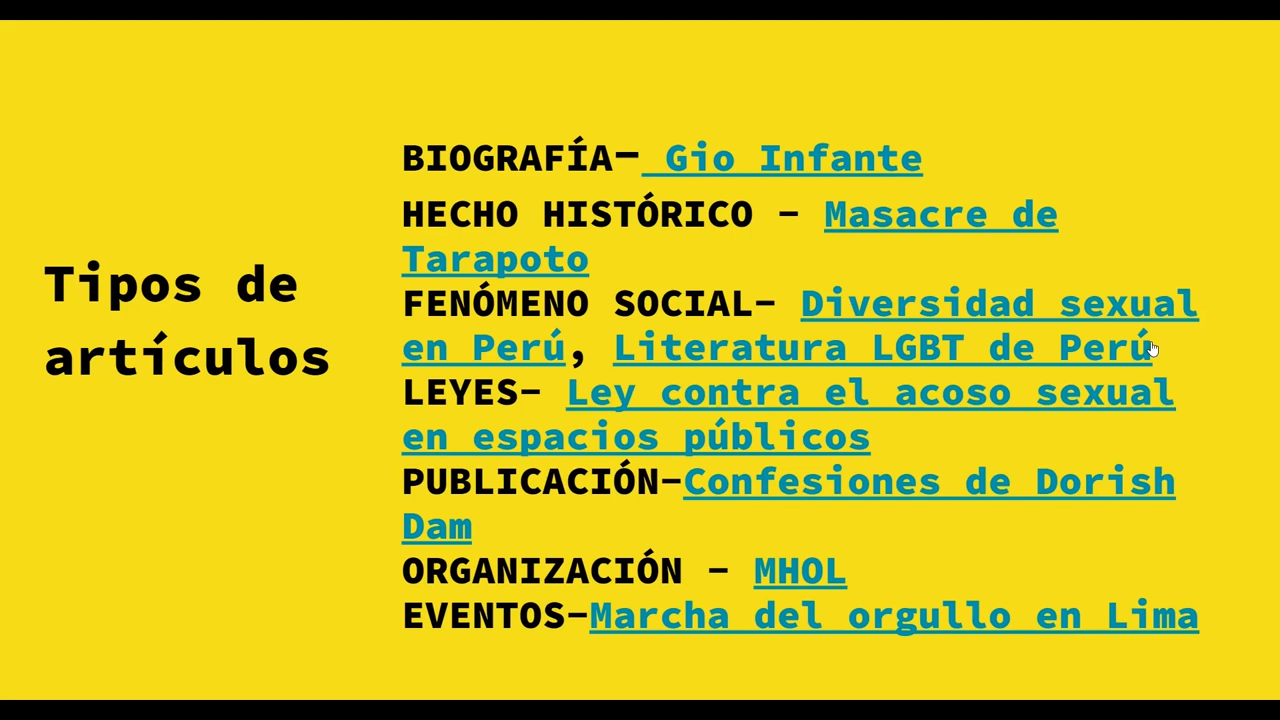 Tipos de
artículos
BIOGRAFÍA— Gio Infante
HECHO HISTÓRICO - Masacre de
Tarapoto
FENÓMENO SOCIAL- Diversidad sexual
en Perú, Literatura LGBT de Perú
LEYES- Ley contra el acoso sexual
en espacios públicos
PUBLICACIÓN-Confesiones de Dorish
Dam
ORGANIZACIÓN - MHOL
EVENTOS-Marcha del orgullo en Lima